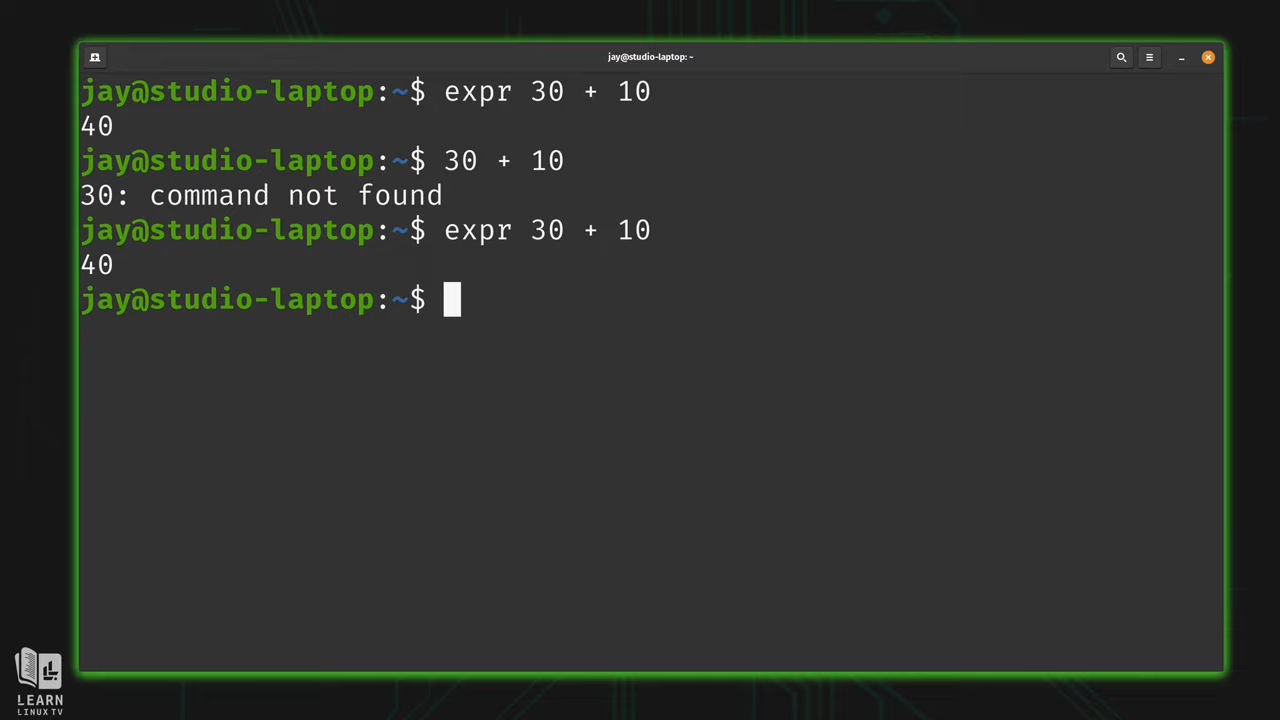 jay@studio-laptop: ~
jay@studio-laptop:~$ expr 30 + 10
40
jay@studio-laptop:~$ 30 + 10
30: command not found
jay@studio-laptop:~$ expr 30 + 10
40
jay@studio-laptop:~$
LEARN
LINUX TV